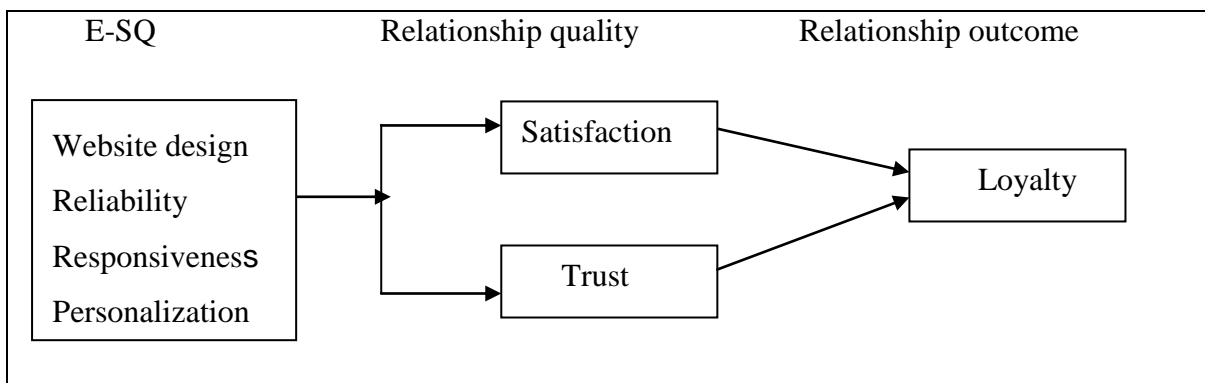 E-SQ Relationship quality Relationship outcome
Website design
Reliability
Responsiveness
Personalization
Satisfaction
Trust
Loyalty